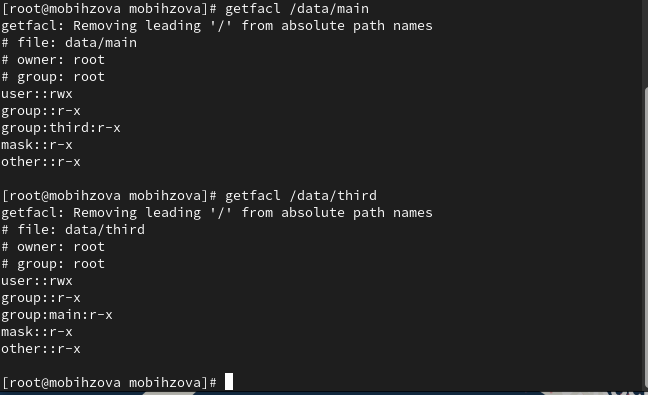 [root@mobihzova mobihzova]# getfacl /data/main
getfacl: Removing leading '/' from absolute path names
# file: data/main
# owner: root
# group: root
user::rwx
group::r-x
group:third:r-x
mask::r-x
other::r-x
[root@mobihzova mobihzova]# getfacl /data/third
getfacl: Removing leading '/' from absolute path names
# file: data/third
# owner: root
# group: root
user::rwx
group::r-x
group:main:r-x
mask::r-x
other::r-x
[root@mobihzova mobihzova]#